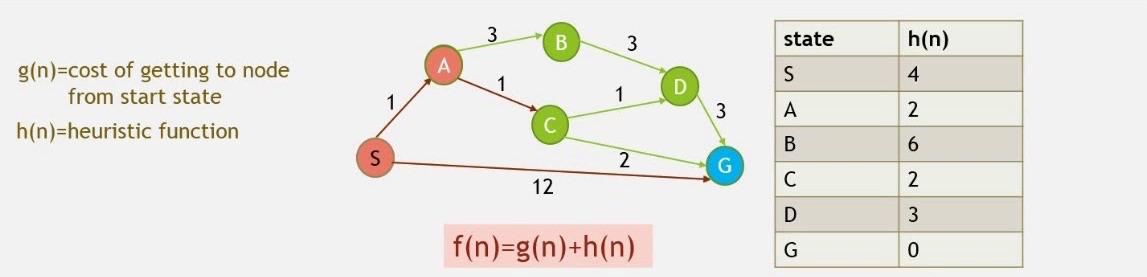 g(n)=cost of getting to node
from start state
h(n)=heuristic function
3
B
3
A
1
1
1
D
3
C
S
2
G
12
f(n)=g(n)+h(n)
state h(n)
S 4
A 2
B 6
C 2
D 3
G 0